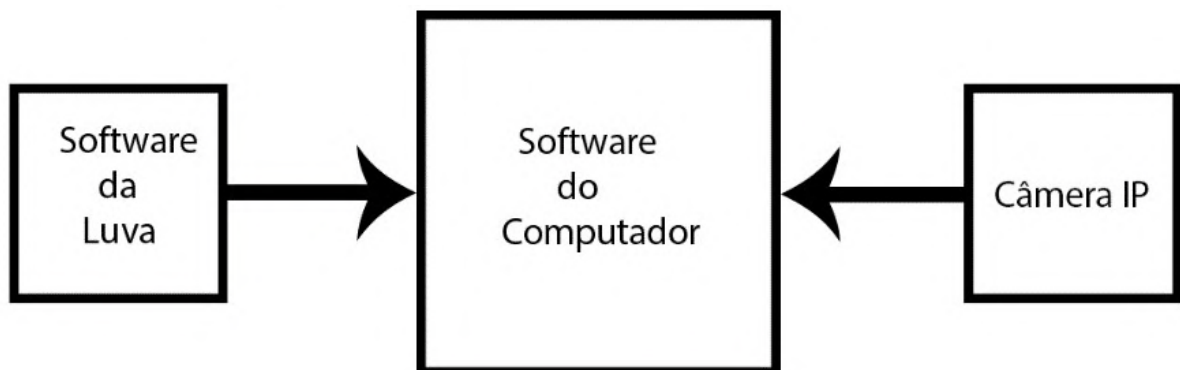 Software
da
Luva
Software
do
Computador
Câmera IP